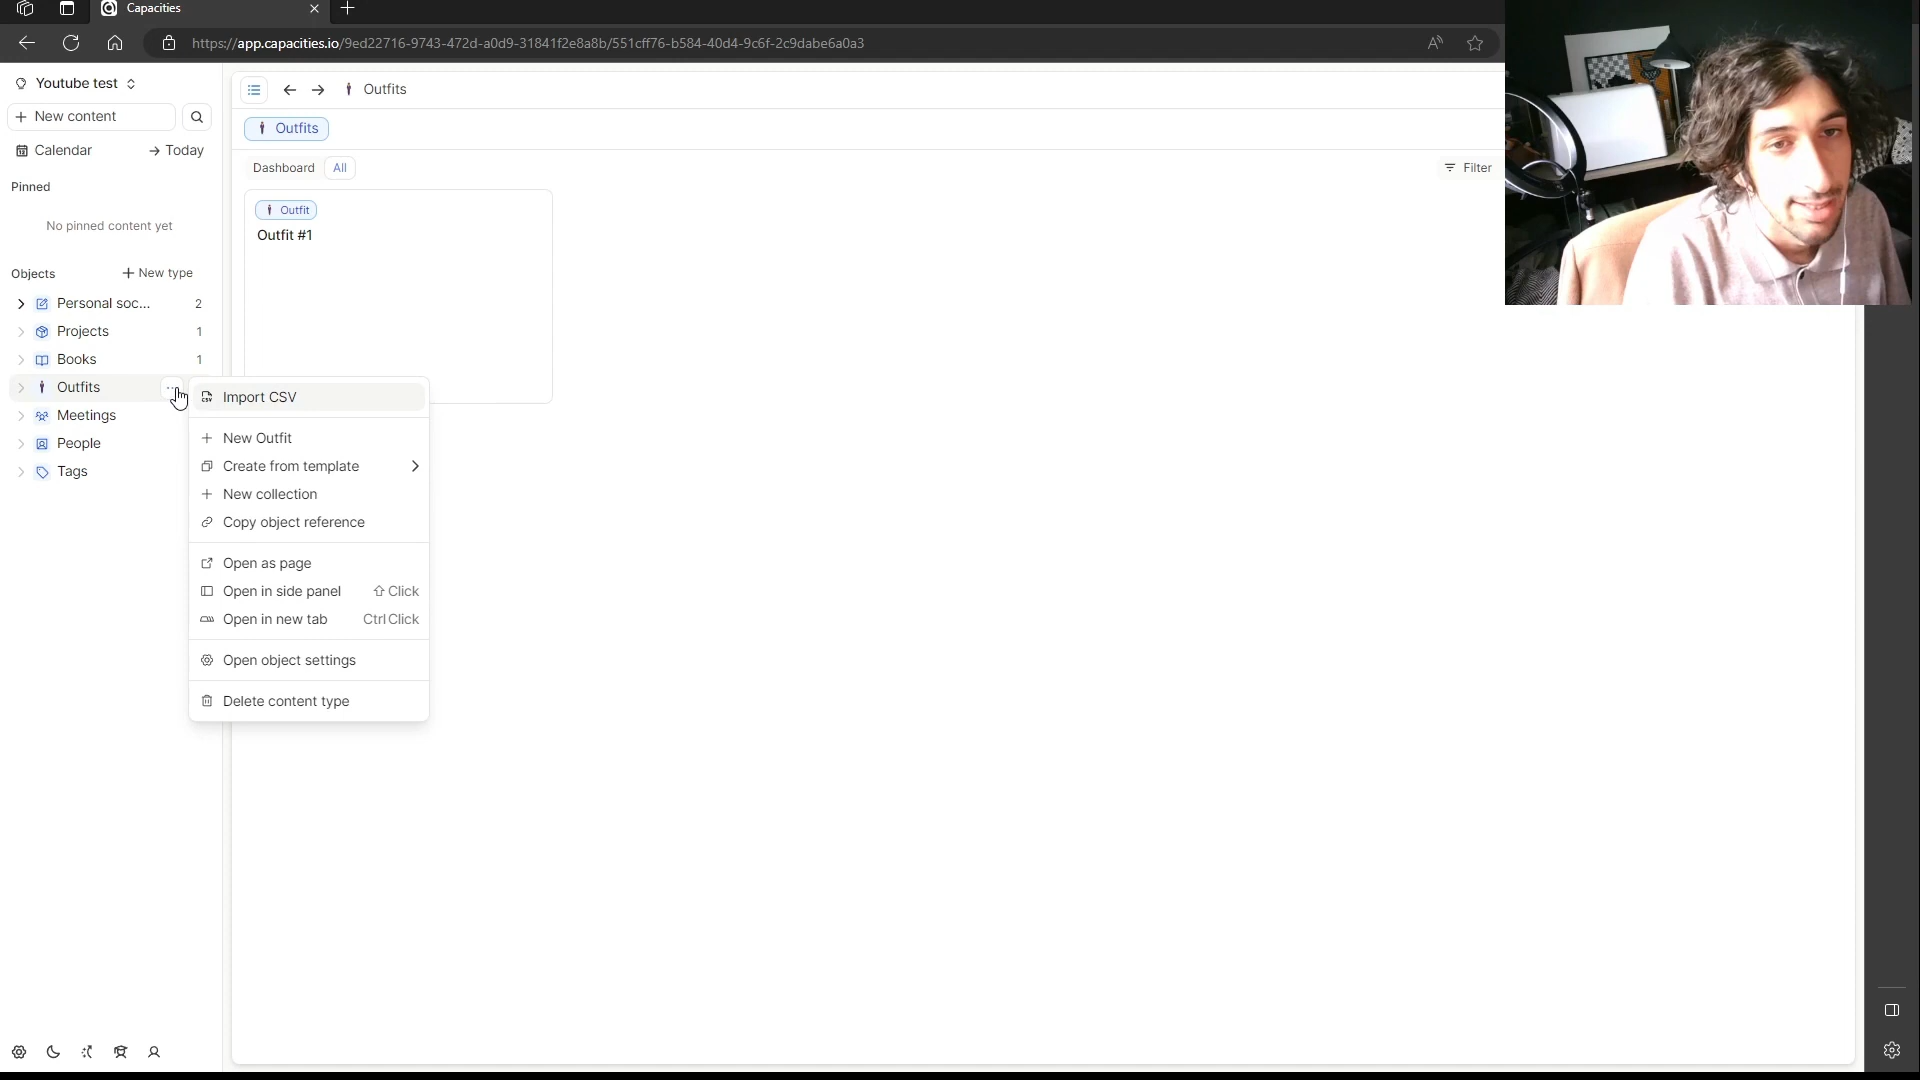 Capacities
https://app.capacities.io/9ed22716-9743-472d-a0d9-31841f2e8a8b/551cff76-b584-40d4-9c6f-2c9dabe6a0a3
Youtube test
New content
Calendar
Today
Pinned
No pinned content yet
Objects
New type
Personal soc... 2
Projects 1
Books 1
Outfits
Meetings
People
Tags
Outfits
Outfits
Dashboard All
Filter
Outfit
Outfit #1
Import CSV
New Outfit
Create from template
New collection
Copy object reference
Open as page
Open in side panel Click
Open in new tab Ctrl Click
Open object settings
Delete content type